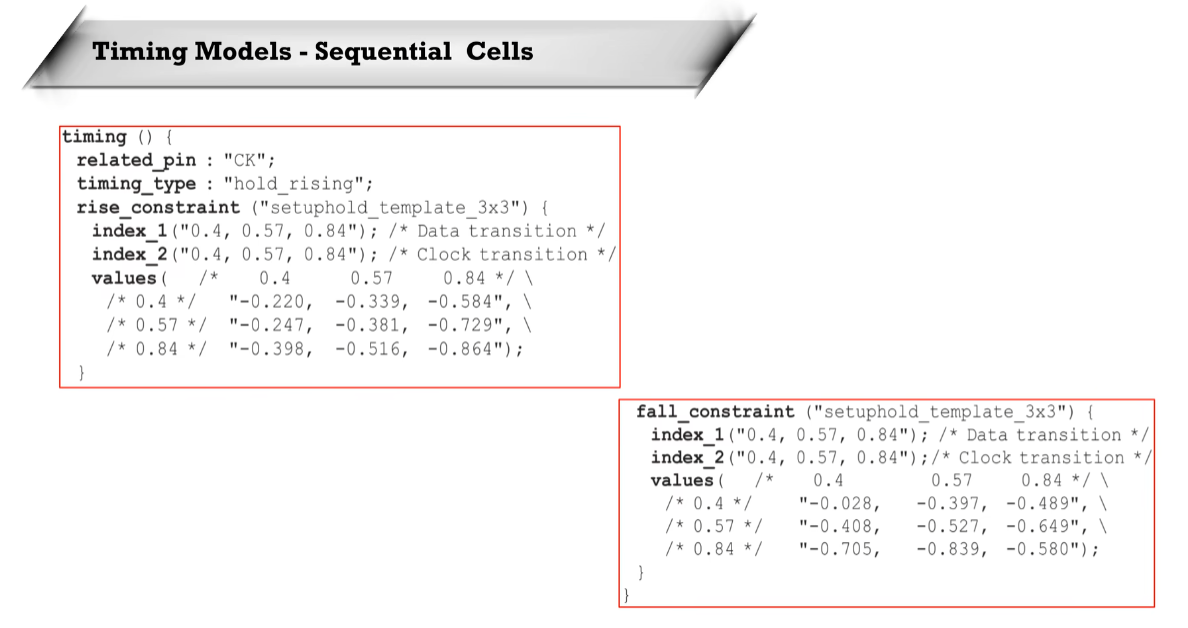 Timing Models - Sequential Cells
timing () {
related_pin : "CK";
timing_type : "hold_rising";
rise_constraint ("setuphold_template_3x3") {
index_1("0.4, 0.57, 0.84"); /* Data transition */
index_2("0.4, 0.57, 0.84"); /* Clock transition */
values( /* 0.4 0.57 0.84 */ \
/* 0.4 */ "-0.220, -0.339, -0.584", \
/* 0.57 */ "-0.247, -0.381, -0.729", \
/* 0.84 */ "-0.398, -0.516, -0.864");
}
fall_constraint ("setuphold_template_3x3") {
index_1("0.4, 0.57, 0.84"); /* Data transition */
index_2("0.4, 0.57, 0.84");/* Clock transition */
values( /* 0.4 0.57 0.84 */ \
/* 0.4 */ "-0.028, -0.397, -0.489", \
/* 0.57 */ "-0.408, -0.527, -0.649", \
/* 0.84 */ "-0.705, -0.839, -0.580");
}
}